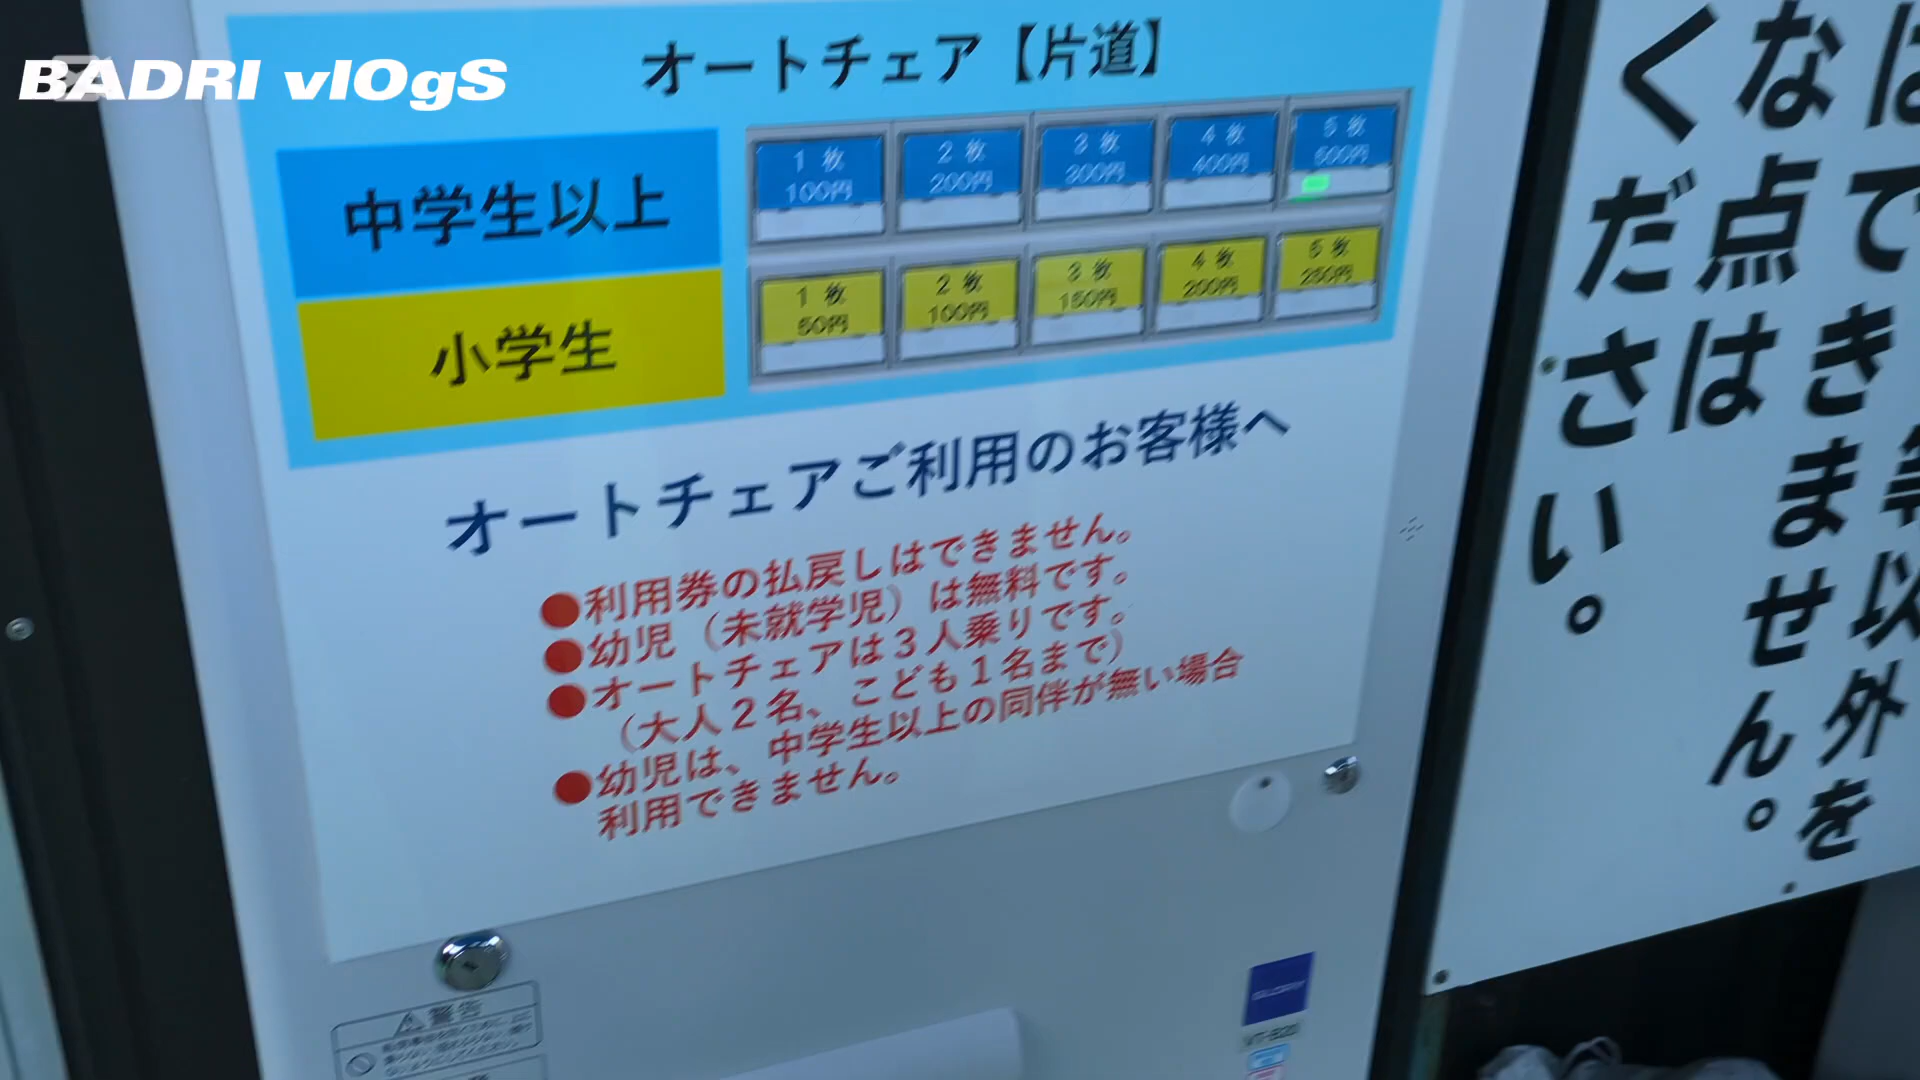 BADRI vlOgS
オートチェア【片道】
中学生以上
1 枚 100円
2 枚 200円
3 枚 300円
4 枚 400円
5 枚 500円
小学生
1 枚 50円
2 枚 100円
3 枚 150円
4 枚 200円
5 枚 250円
オートチェアご利用のお客様へ
●利用券の払戻しはできません。
●幼児（未就学児）は無料です。
●オートチェアは３人乗りです。
（大人２名、こども１名まで）
●幼児は、中学生以上の同伴が無い場合
利用できません。
警告
GLORY
等以外を
はできません。
な点は
ください。